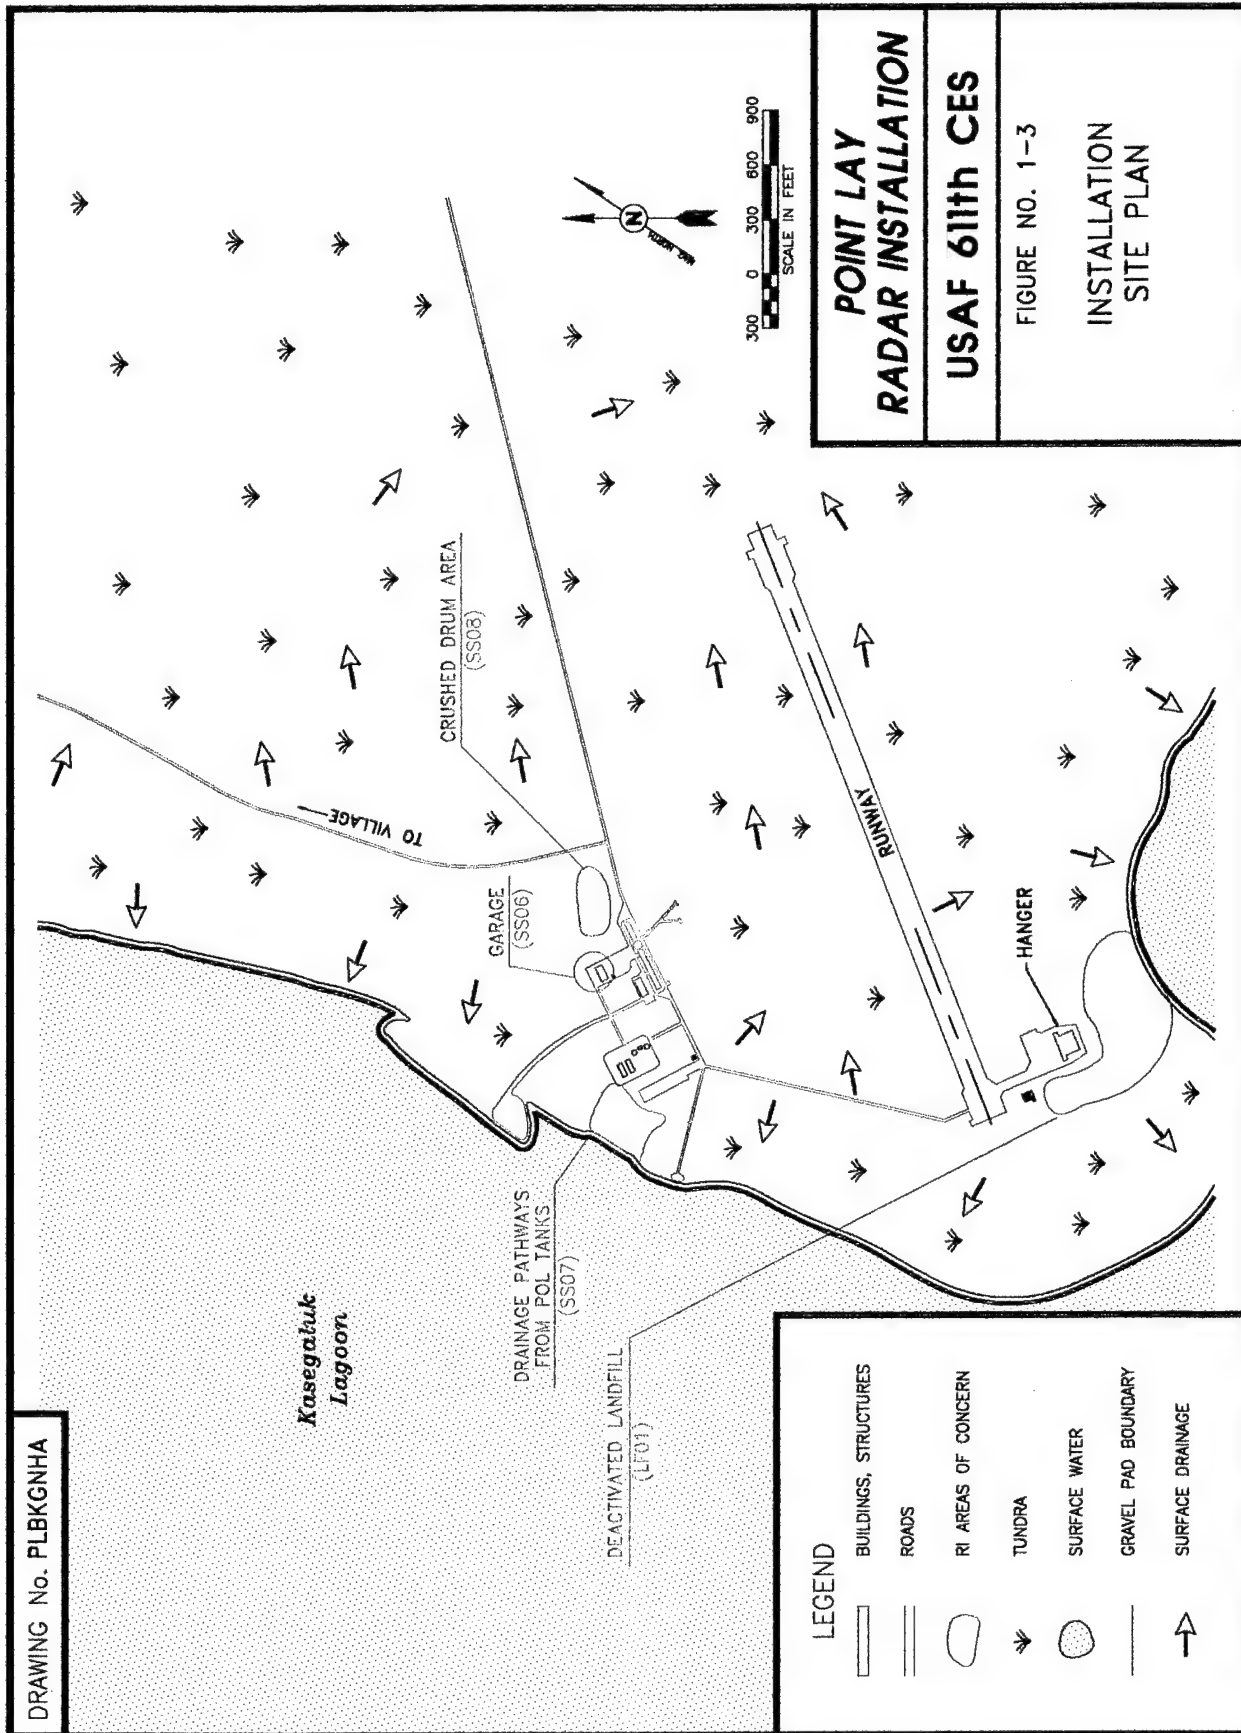 DRAWING No. PLBKGNHA
Kasegaluk
Lagoon
TO VILLAGE
CRUSHED DRUM AREA
(SS08)
GARAGE
(SS06)
DRAINAGE PATHWAYS
FROM POL TANKS
(SS07)
DEACTIVATED LANDFILL
(LF01)
RUNWAY
HANGER
N
MAG NORTH
300 0 300 600 900
SCALE IN FEET
LEGEND
BUILDINGS, STRUCTURES
ROADS
RI AREAS OF CONCERN
TUNDRA
SURFACE WATER
GRAVEL PAD BOUNDARY
SURFACE DRAINAGE
POINT LAY
RADAR INSTALLATION
USAF 611th CES
FIGURE NO. 1-3
INSTALLATION
SITE PLAN